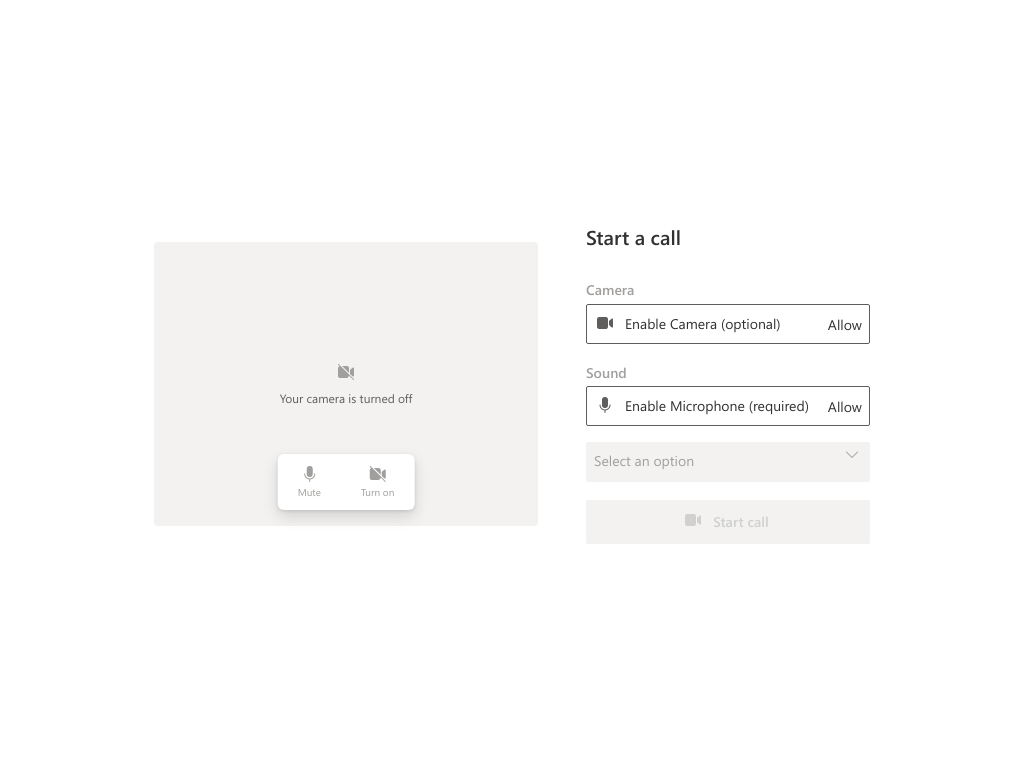 Start a call
Camera
Enable Camera (optional) Allow
Your camera is turned off
Sound
Enable Microphone (required) Allow
Select an option
Mute Turn on
Start call